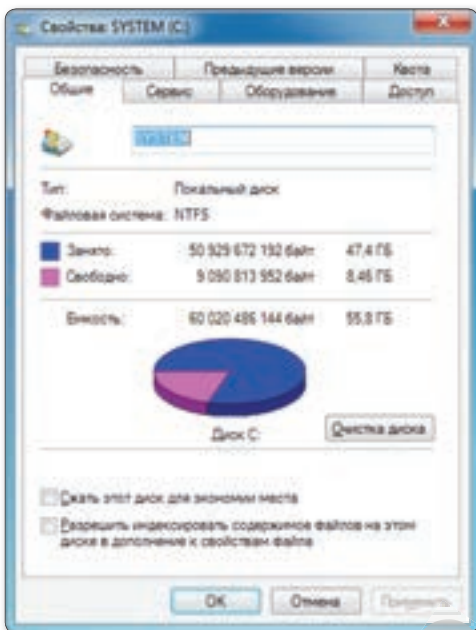 Свойства: SYSTEM (C:)
Безопасность Предыдущие версии Квота
Общие Сервис Оборудование Доступ
SYSTEM
Тип: Локальный диск
Файловая система: NTFS
Занято: 50 929 672 192 байт 47,4 ГБ
Свободно: 9 090 813 952 байт 8,46 ГБ
Емкость: 60 020 486 144 байт 55,8 ГБ
Диск C:
Очистка диска
Сжать этот диск для экономии места
Разрешить индексировать содержимое файлов на этом
диске в дополнение к свойствам файла
ОК Отмена Применить